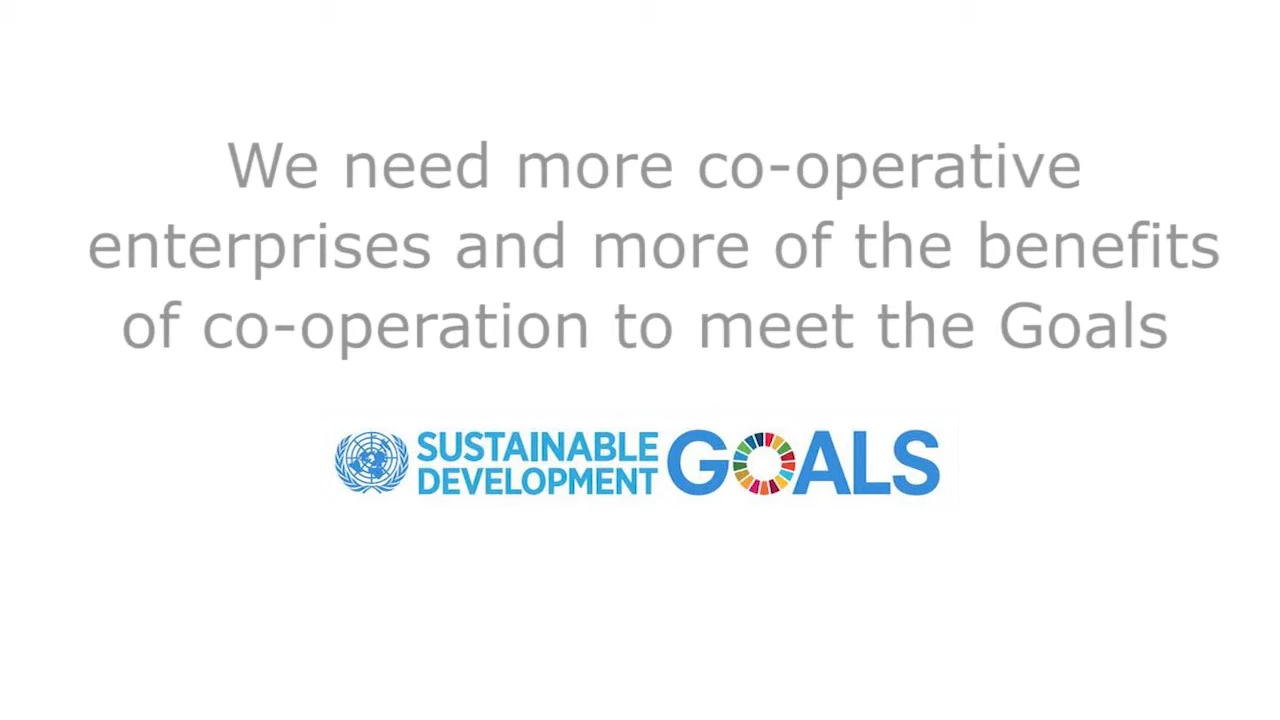 We need more co-operative
enterprises and more of the benefits
of co-operation to meet the Goals
SUSTAINABLE
DEVELOPMENT
GOALS